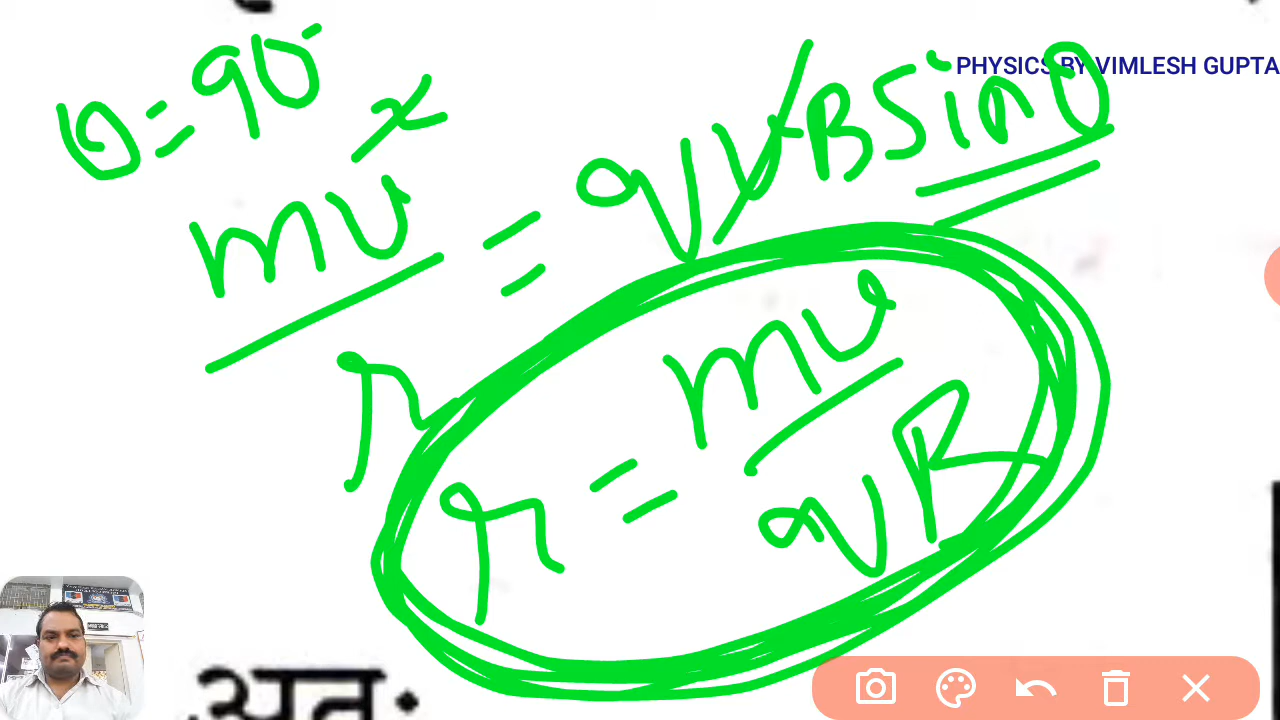 PHYSICS BY VIMLESH GUPTA
θ = 90°
mv² / r = qvB sinθ
r = mv / qB
अतः